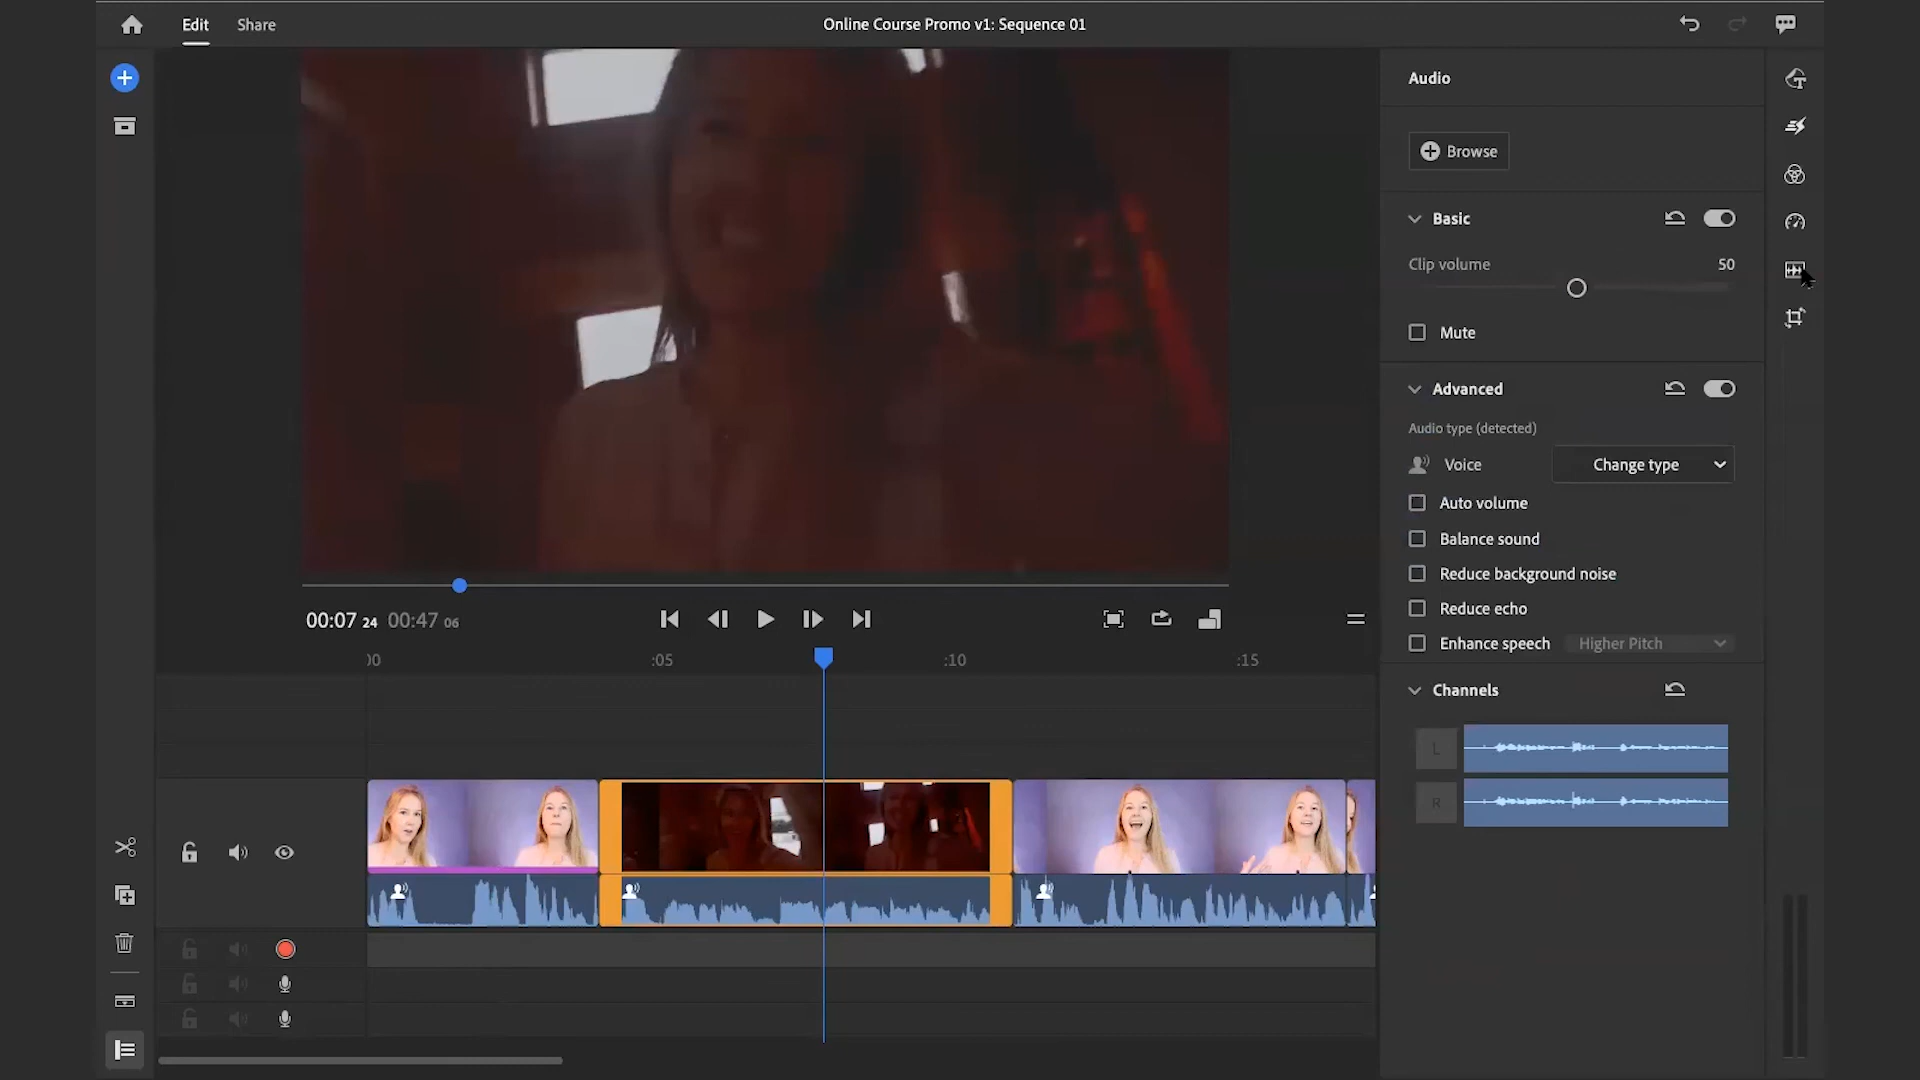 Edit Share Online Course Promo v1: Sequence 01
Audio
Browse
Basic
Clip volume 50
Mute
Advanced
Audio type (detected)
Voice Change type
Auto volume
Balance sound
Reduce background noise
Reduce echo
Enhance speech Higher Pitch
Channels
L
R
00:07 24 00:47 06
:00 :05 :10 :15